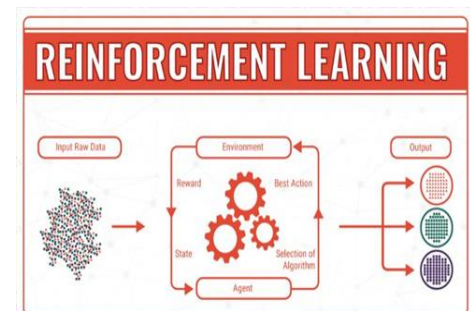 REINFORCEMENT LEARNING
Input Raw Data
Environment
Output
Reward
Best Action
State
Selection of
Algorithm
Agent